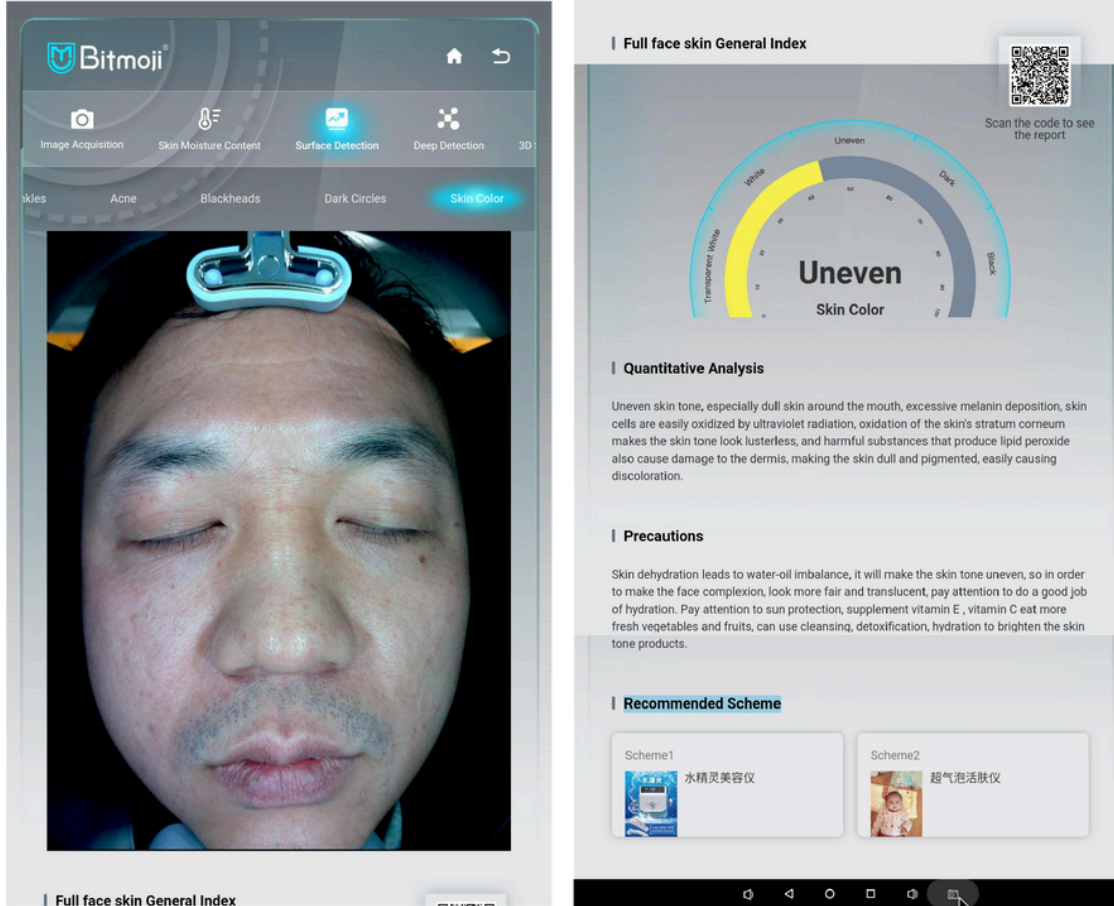 Bitmoji
Image Acquisition
Skin Moisture Content
Surface Detection
Deep Detection
3D
nkles
Acne
Blackheads
Dark Circles
Skin Color
Full face skin General Index
Full face skin General Index
Scan the code to see
the report
Transparent White
White
Uneven
Dark
Black
Uneven
Skin Color
Quantitative Analysis
Uneven skin tone, especially dull skin around the mouth, excessive melanin deposition, skin
cells are easily oxidized by ultraviolet radiation, oxidation of the skin's stratum corneum
makes the skin tone look lusterless, and harmful substances that produce lipid peroxide
also cause damage to the dermis, making the skin dull and pigmented, easily causing
discoloration.
Precautions
Skin dehydration leads to water-oil imbalance, it will make the skin tone uneven, so in order
to make the face complexion, look more fair and translucent, pay attention to do a good job
of hydration. Pay attention to sun protection, supplement vitamin E , vitamin C eat more
fresh vegetables and fruits, can use cleansing, detoxification, hydration to brighten the skin
tone products.
Recommended Scheme
Scheme1
水精灵美容仪
Scheme2
超气泡活肤仪